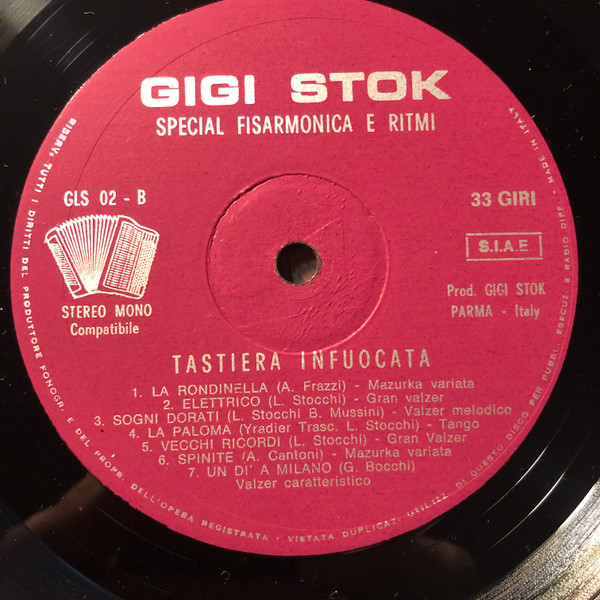 GIGI STOK
SPECIAL FISARMONICA E RITMI
GLS 02 - B
33 GIRI
S.I.A.E
STEREO MONO
Compatibile
Prod. GIGI STOK
PARMA - Italy
TASTIERA INFUOCATA
1. LA RONDINELLA (A. Frazzi) - Mazurka variata
2. ELETTRICO (L. Stocchi) - Gran valzer
3. SOGNI DORATI (L. Stocchi B. Mussini) - Valzer melodico
4. LA PALOMA (Yradier Trasc. L. Stocchi) - Tango
5. VECCHI RICORDI (L. Stocchi) - Gran Valzer
6. SPINITE (A. Cantoni) - Mazurka variata
7. UN DI' A MILANO (G. Bocchi)
Valzer caratteristico
RISERV. TUTTI I DIRITTI DEL PRODUTTORE FONOGR. E DEL PROPR. DELL'OPERA REGISTRATA - VIETATA DUPLICAZ. UTILIZZ DI QUESTO DISCO PER PUBBL. ESECUZ. E RADIO DIFF. - MADE IN ITALY